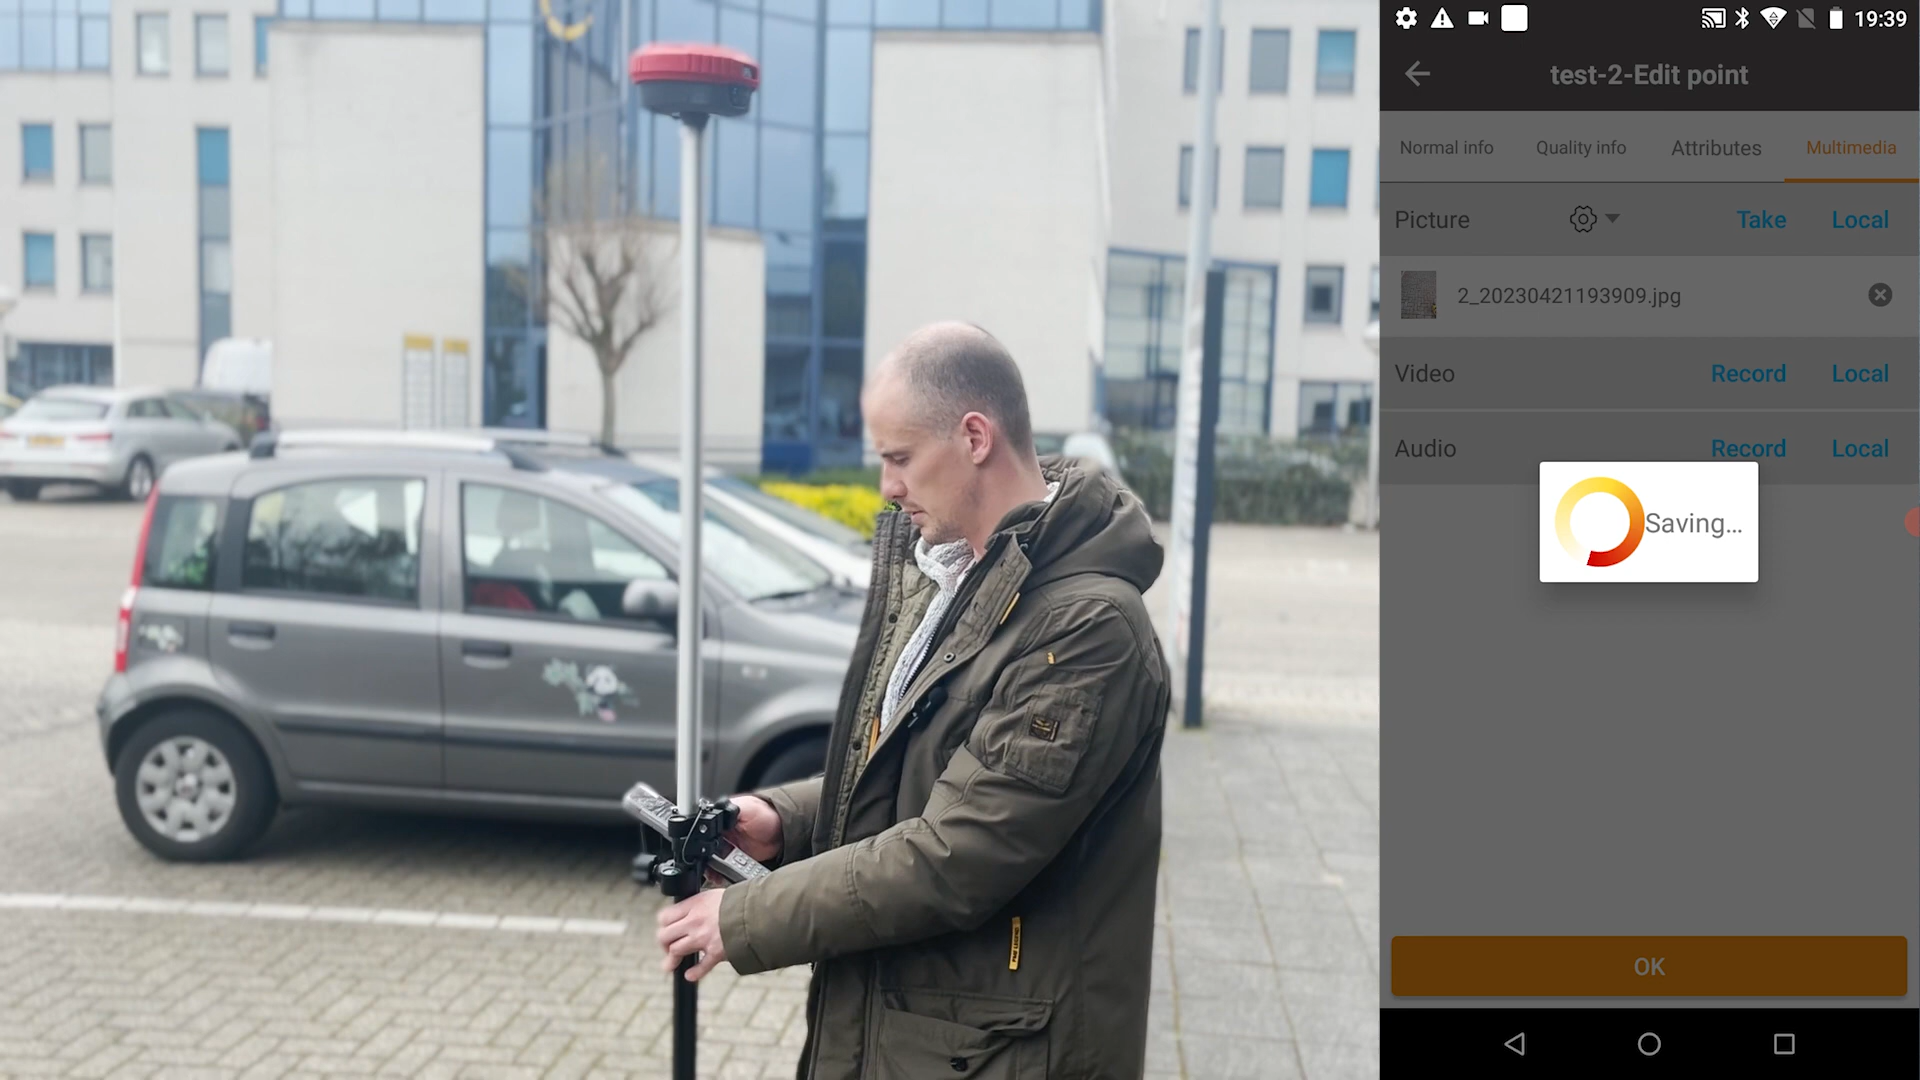 19:39
test-2-Edit point
Normal info
Quality info
Attributes
Multimedia
Picture
Take
Local
2_20230421193909.jpg
Video
Record
Local
Audio
Record
Local
Saving...
OK